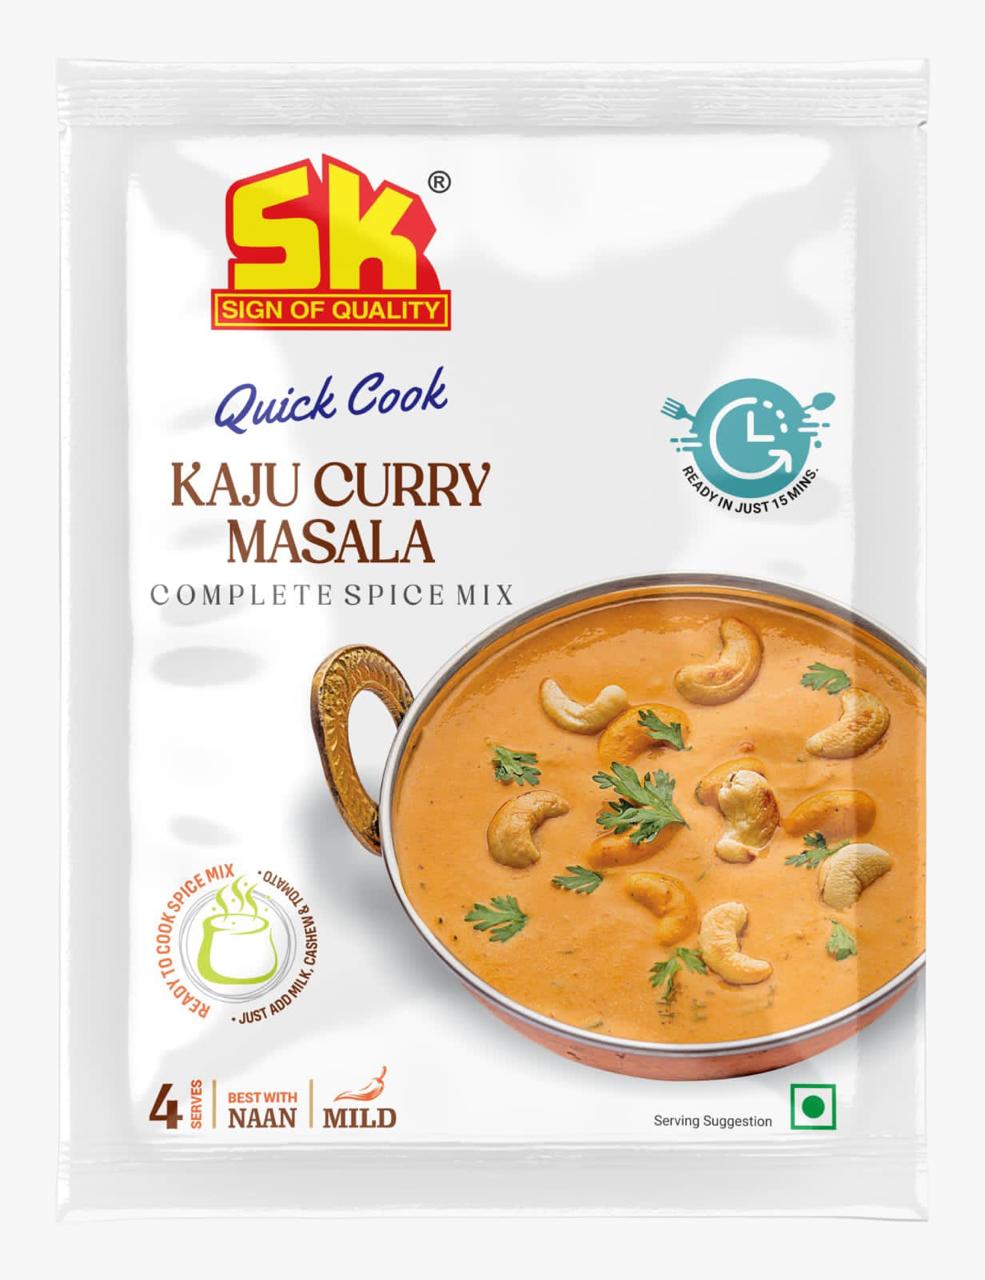 SK ®
SIGN OF QUALITY
Quick Cook
KAJU CURRY
MASALA
COMPLETE SPICE MIX
READY IN JUST 15 MINS.
READY TO COOK SPICE MIX
• JUST ADD MILK, CASHEW & TOMATO •
4 SERVES
BEST WITH
NAAN
MILD
Serving Suggestion